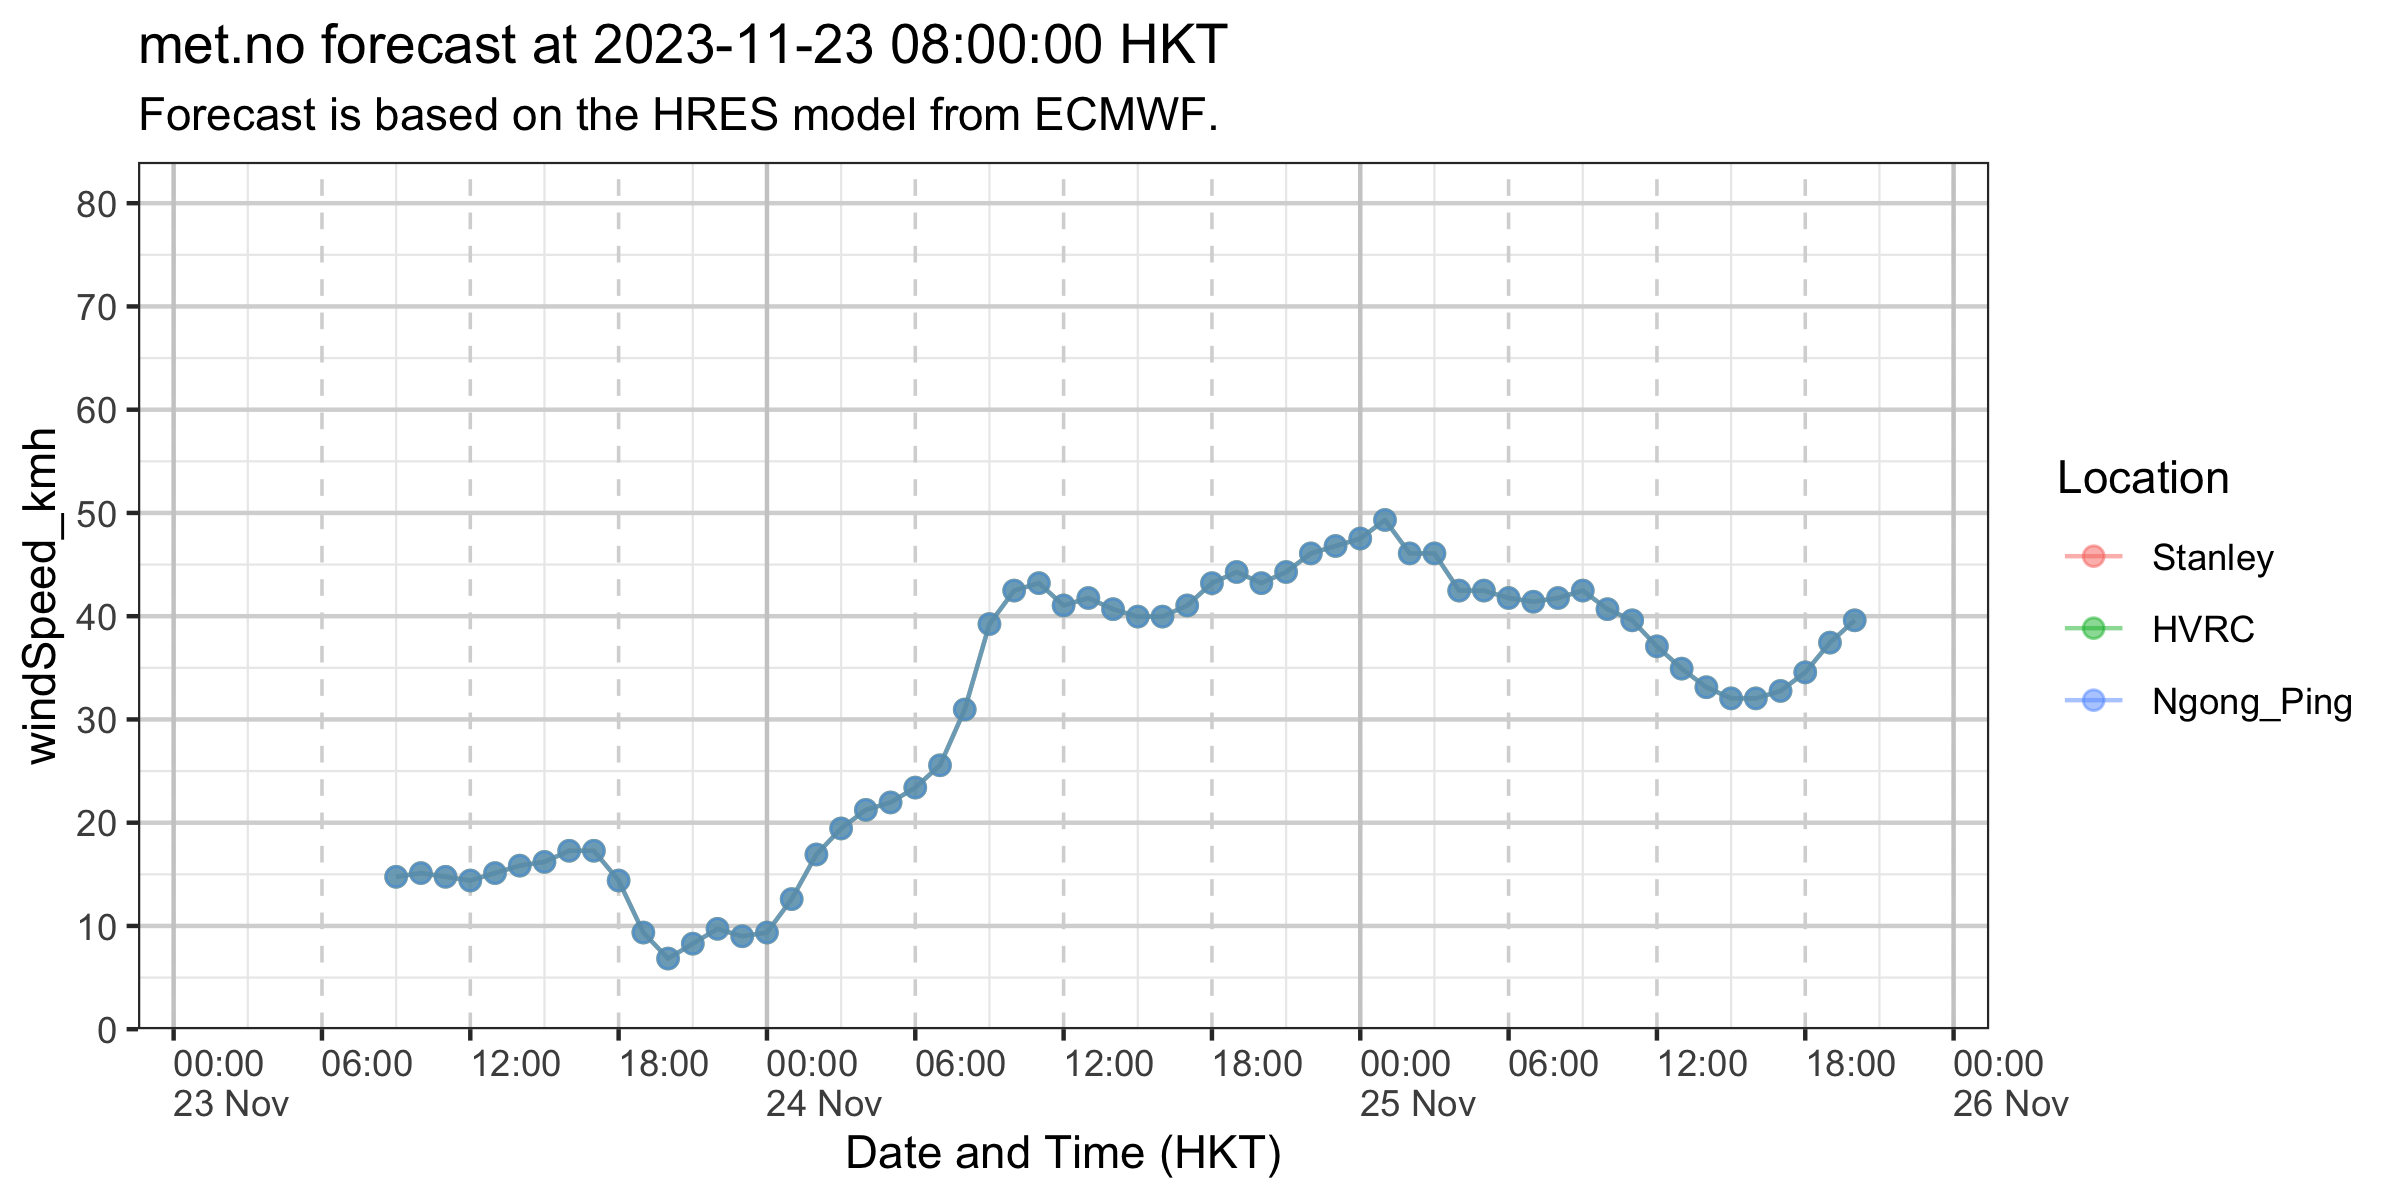 met.no forecast at 2023-11-23 08:00:00 HKT
Forecast is based on the HRES model from ECMWF.
windSpeed_kmh
80
70
60
50
40
30
20
10
0
00:00 06:00 12:00 18:00 00:00 06:00 12:00 18:00 00:00 06:00 12:00 18:00 00:00
23 Nov 24 Nov 25 Nov 26 Nov
Date and Time (HKT)
Location
Stanley
HVRC
Ngong_Ping